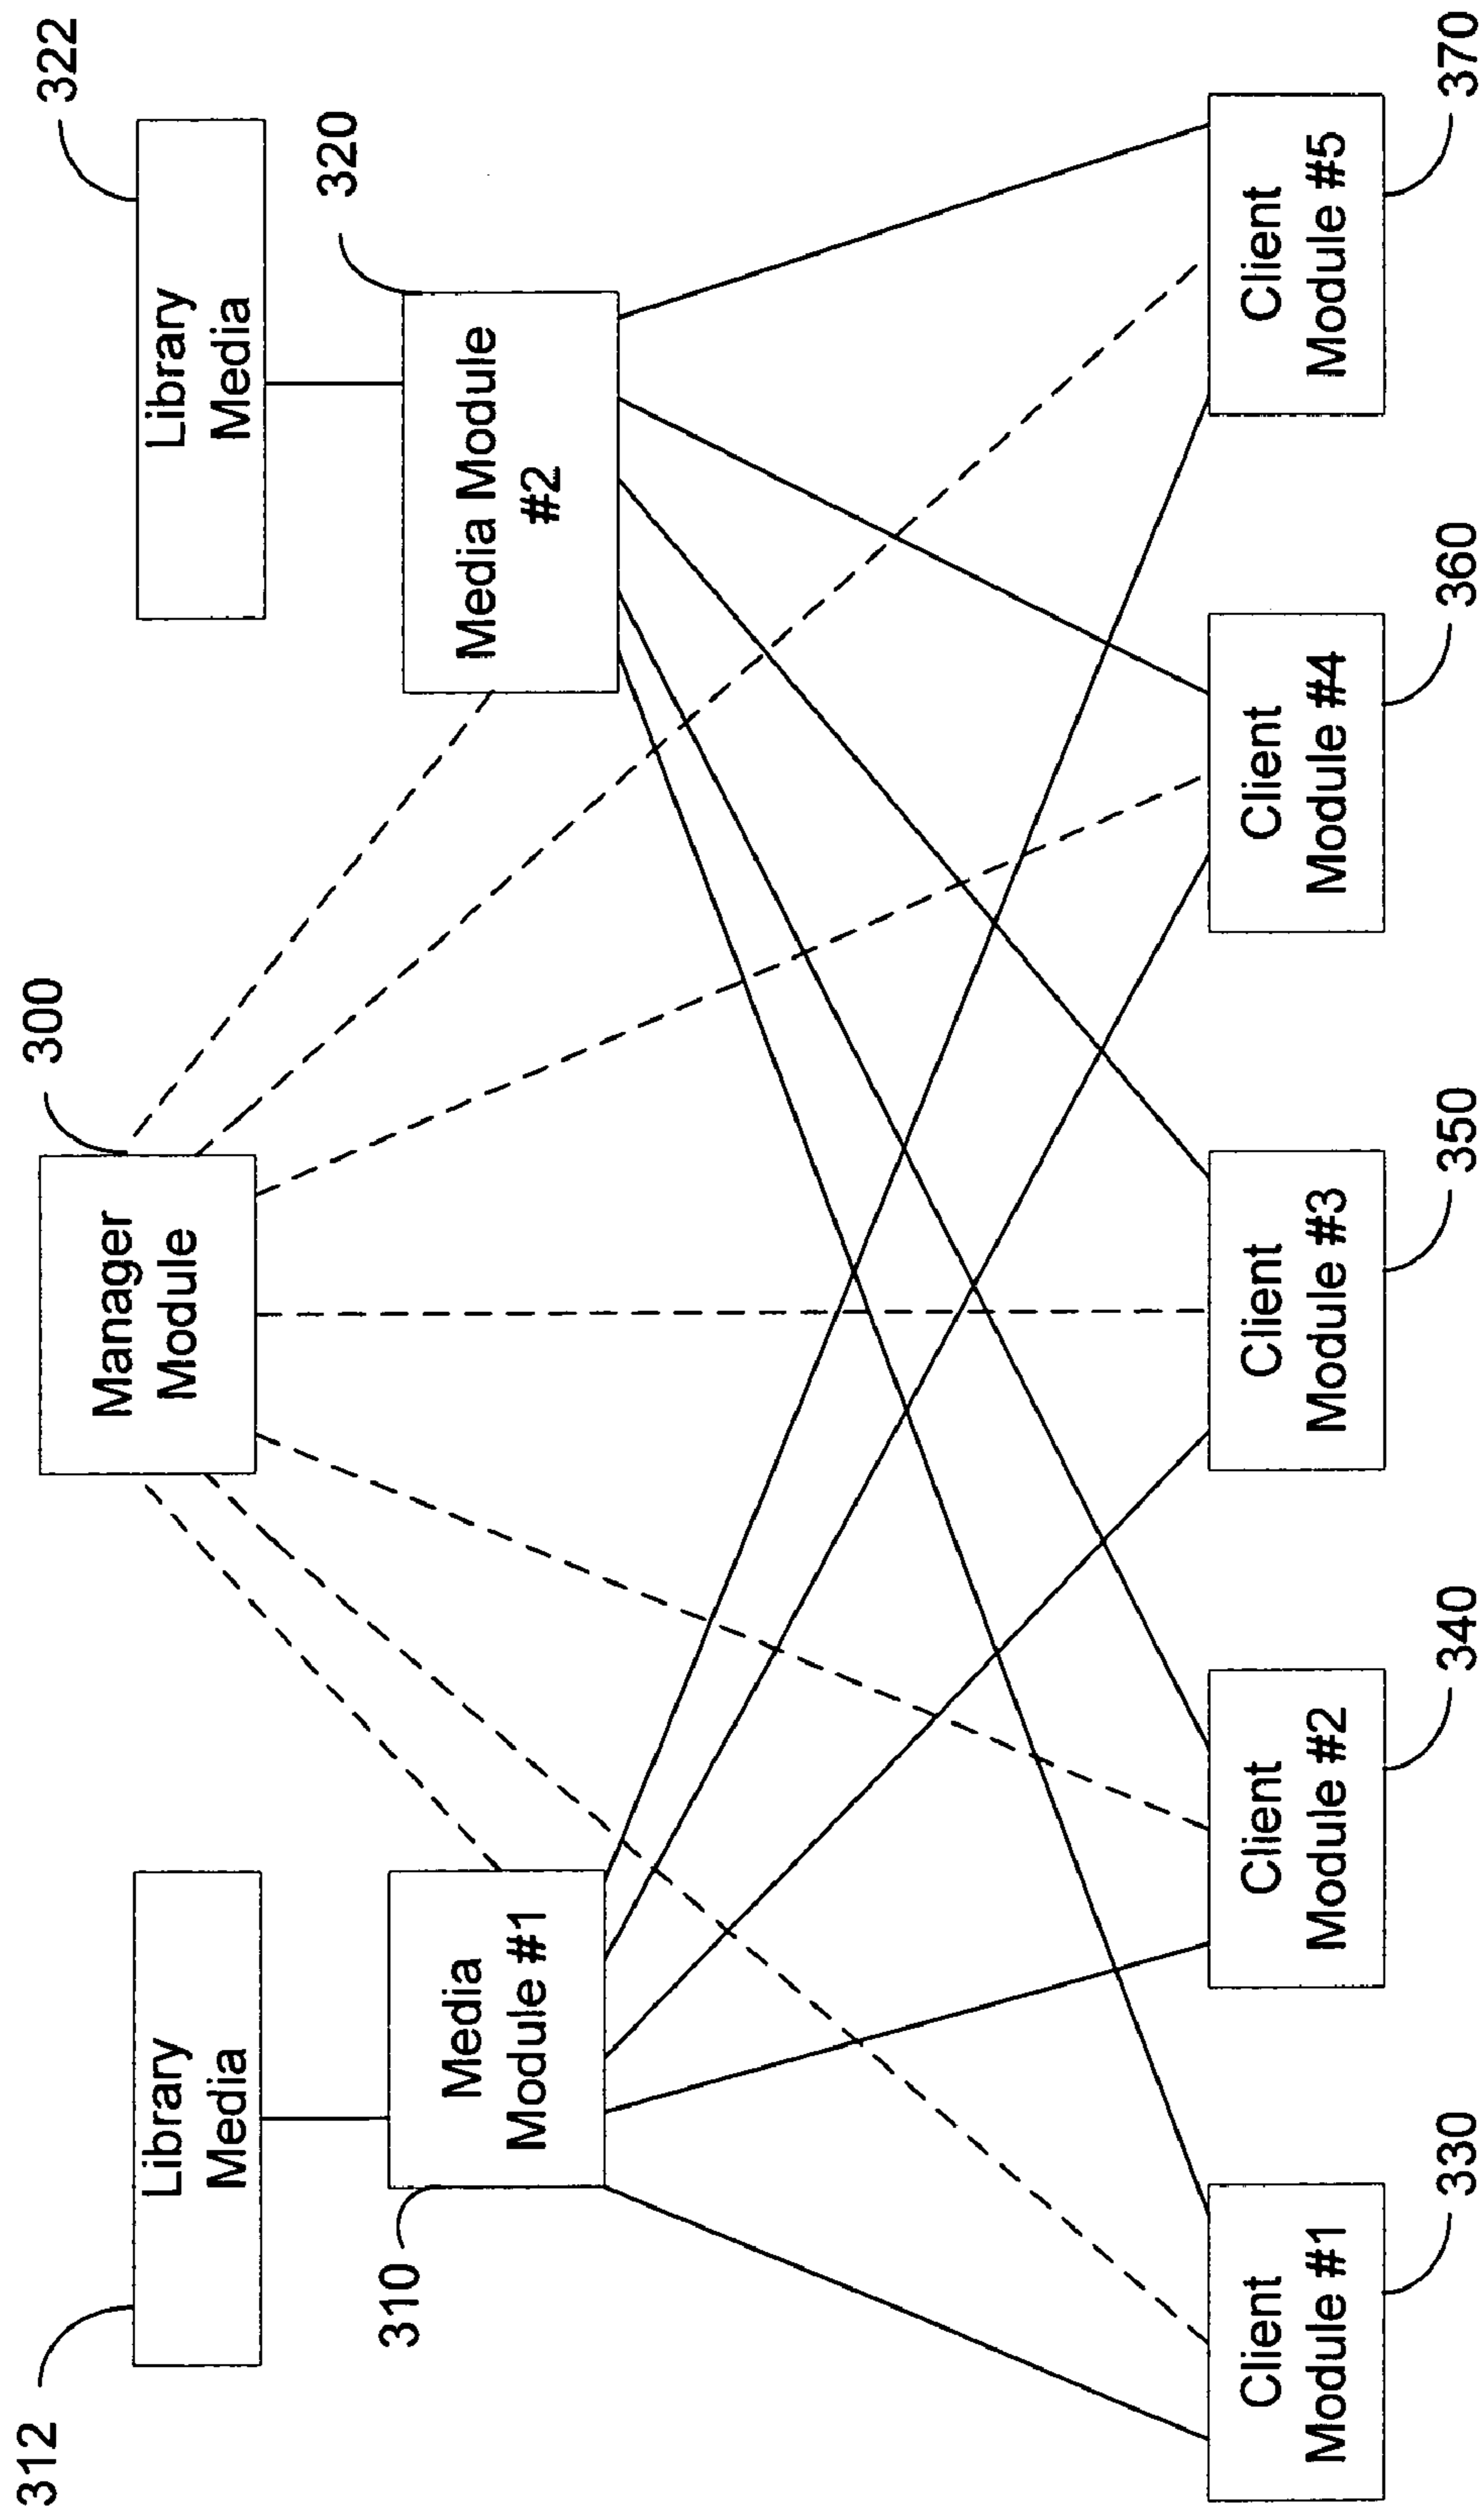 312
Library
Media
310
Media
Module #1
300
Manager
Module
322
Library
Media
320
Media Module
#2
Client
Module #1
330
Client
Module #2
340
Client
Module #3
350
Client
Module #4
360
Client
Module #5
370